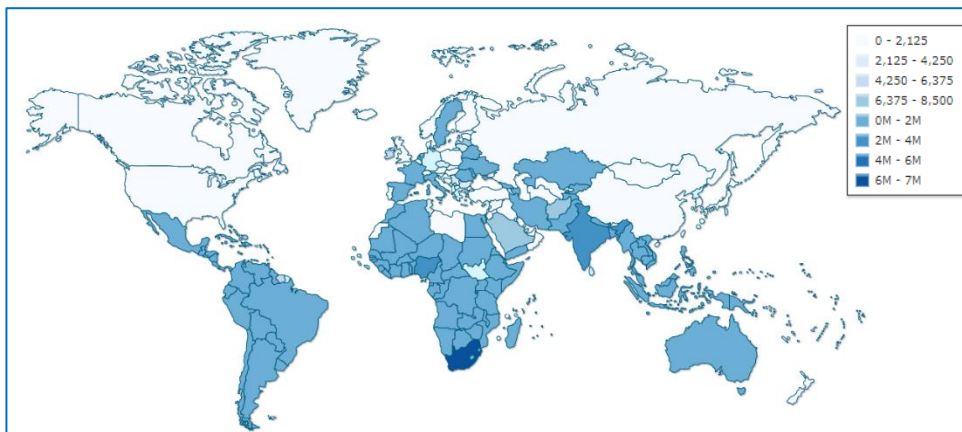 0 - 2,125
2,125 - 4,250
4,250 - 6,375
6,375 - 8,500
0M - 2M
2M - 4M
4M - 6M
6M - 7M